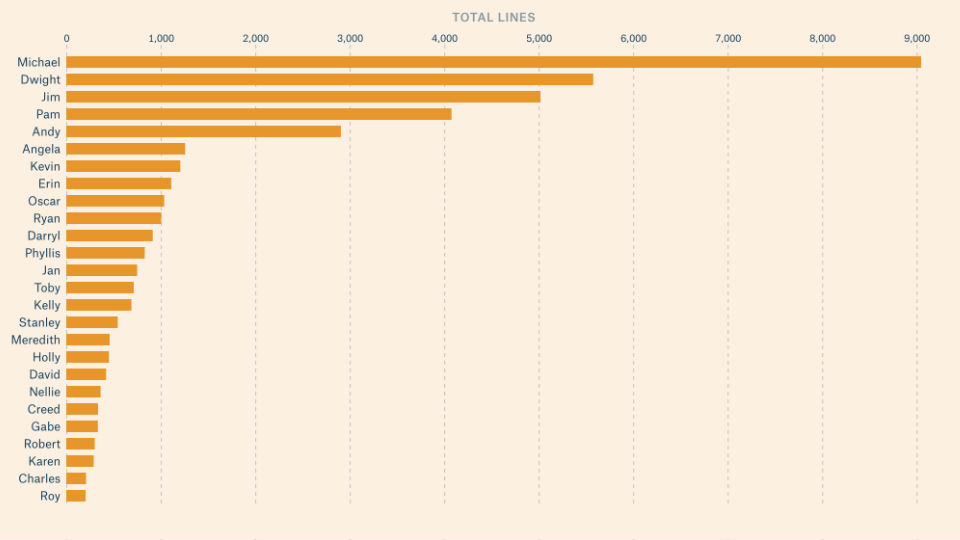 TOTAL LINES
0 1,000 2,000 3,000 4,000 5,000 6,000 7,000 8,000 9,000
Michael
Dwight
Jim
Pam
Andy
Angela
Kevin
Erin
Oscar
Ryan
Darryl
Phyllis
Jan
Toby
Kelly
Stanley
Meredith
Holly
David
Nellie
Creed
Gabe
Robert
Karen
Charles
Roy